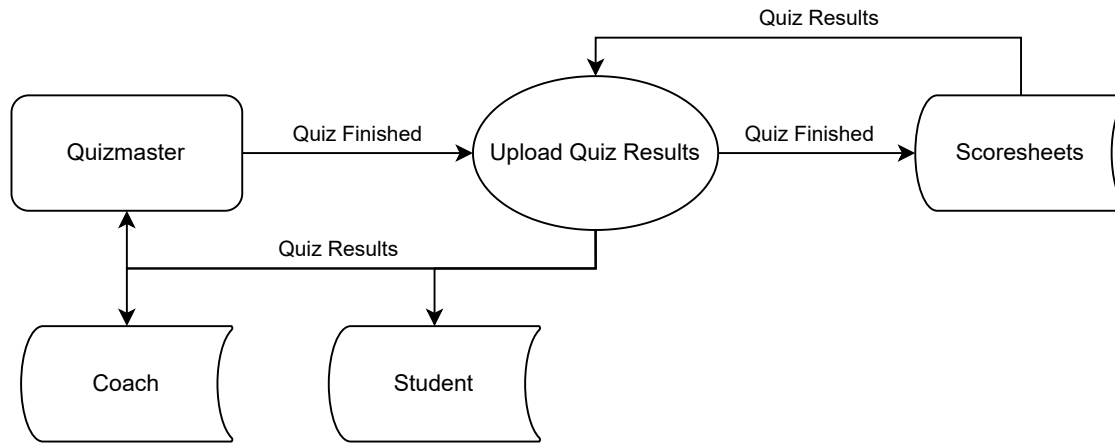 Quiz Results
Quizmaster
Quiz Finished
Upload Quiz Results
Quiz Finished
Scoresheets
Quiz Results
Coach
Student